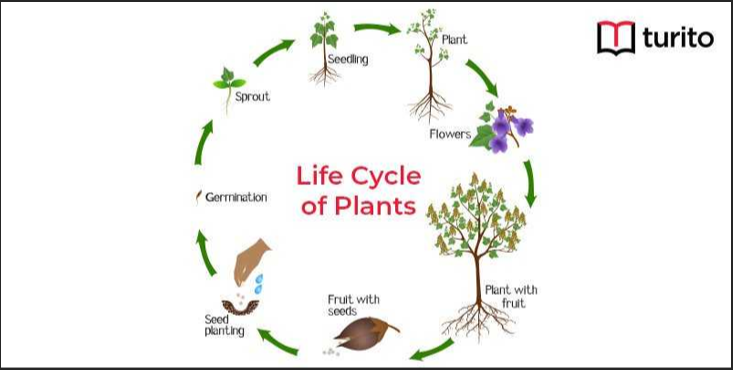 turito
Plant
Seedling
Sprout
Flowers
Life Cycle
of Plants
Germination
Plant with
fruit
Fruit with
seeds
Seed
planting